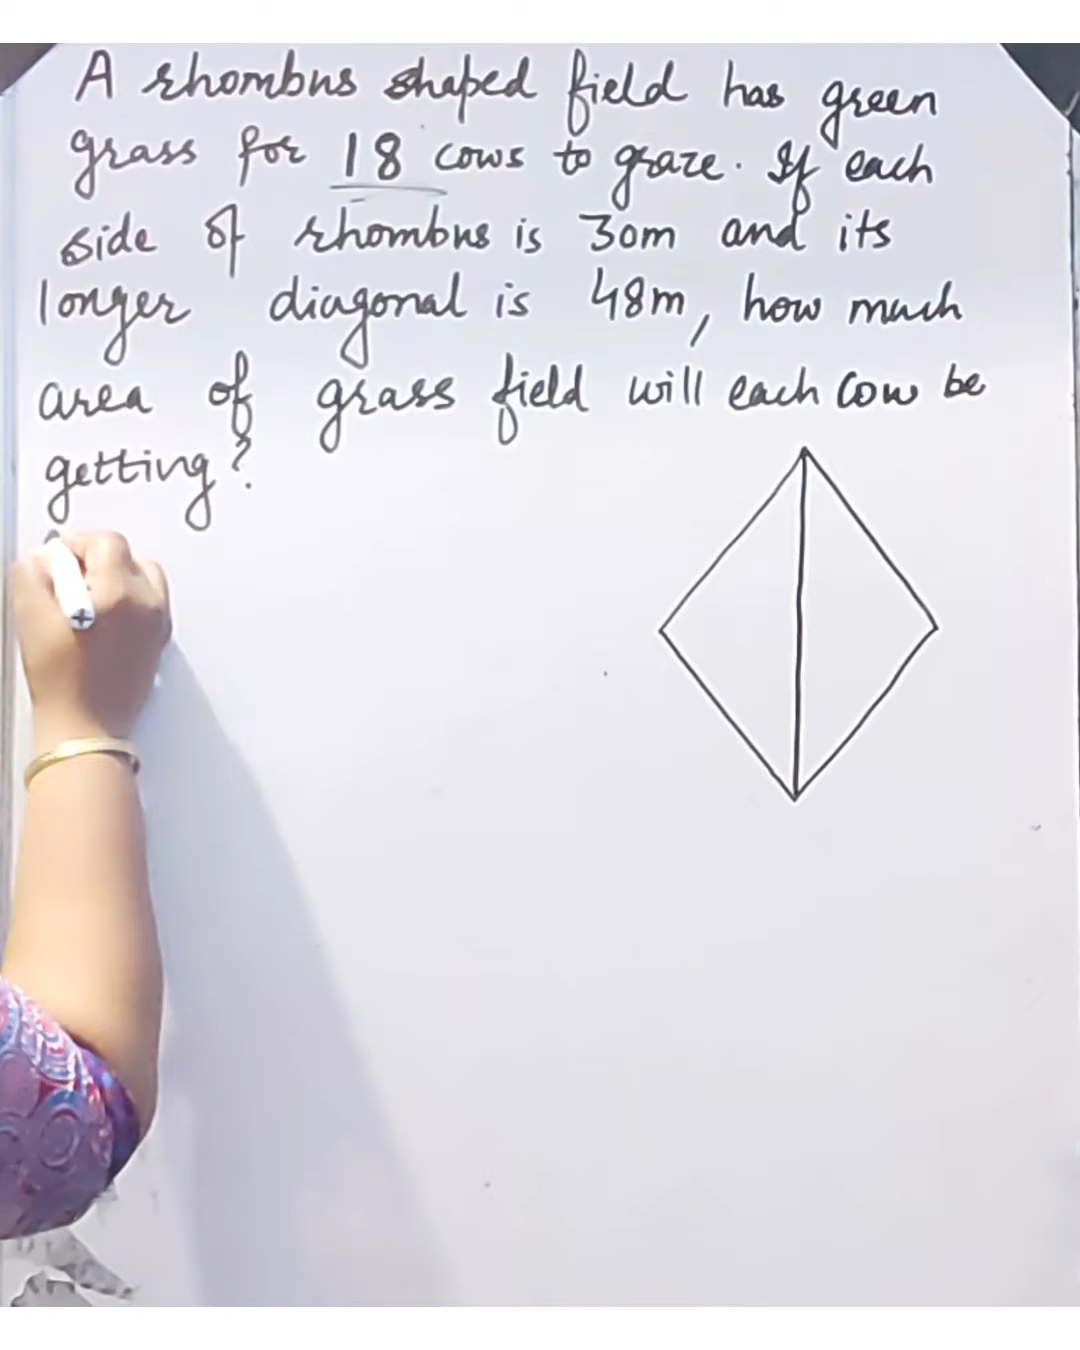 A rhombus shaped field has green
grass for 18 cows to graze. If each
side of rhombus is 30m and its
longer diagonal is 48m, how much
area of grass field will each cow be
getting?